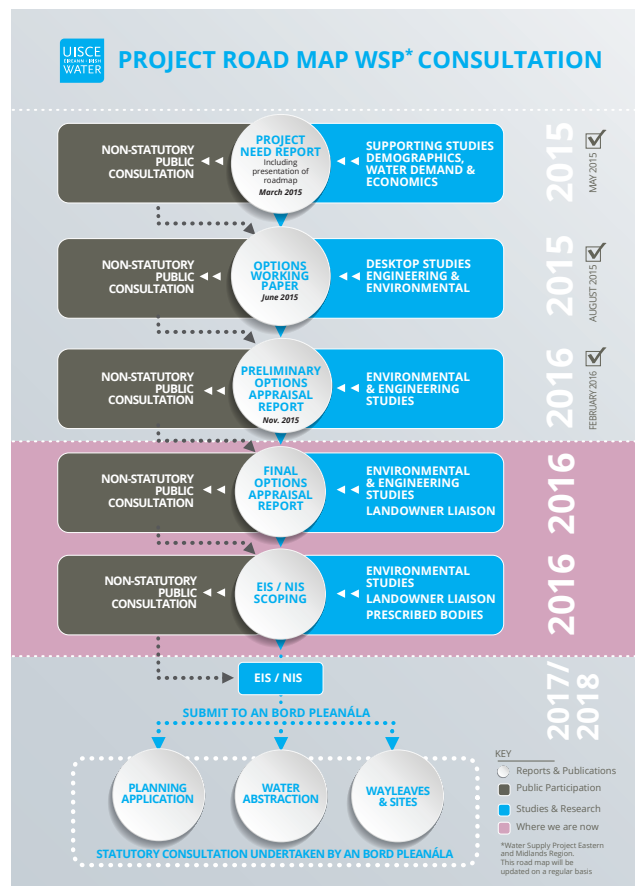 UISCE
ÉIREANN : IRISH
WATER
PROJECT ROAD MAP WSP* CONSULTATION
NON-STATUTORY
PUBLIC
CONSULTATION
PROJECT
NEED REPORT
Including
presentation of
roadmap
March 2015
SUPPORTING STUDIES
DEMOGRAPHICS,
WATER DEMAND &
ECONOMICS
2015
MAY 2015
NON-STATUTORY
PUBLIC
CONSULTATION
OPTIONS
WORKING
PAPER
June 2015
DESKTOP STUDIES
ENGINEERING &
ENVIRONMENTAL
2015
AUGUST 2015
NON-STATUTORY
PUBLIC
CONSULTATION
PRELIMINARY
OPTIONS
APPRAISAL
REPORT
Nov. 2015
ENVIRONMENTAL
& ENGINEERING
STUDIES
2016
FEBRUARY 2016
NON-STATUTORY
PUBLIC
CONSULTATION
FINAL
OPTIONS
APPRAISAL
REPORT
ENVIRONMENTAL
& ENGINEERING
STUDIES
LANDOWNER LIAISON
2016
NON-STATUTORY
PUBLIC
CONSULTATION
EIS / NIS
SCOPING
ENVIRONMENTAL
STUDIES
LANDOWNER LIAISON
PRESCRIBED BODIES
2016
EIS / NIS
2017/
2018
SUBMIT TO AN BORD PLEANÁLA
PLANNING
APPLICATION
WATER
ABSTRACTION
WAYLEAVES
& SITES
STATUTORY CONSULTATION UNDERTAKEN BY AN BORD PLEANÁLA
KEY
Reports & Publications
Public Participation
Studies & Research
Where we are now
*Water Supply Project Eastern
and Midlands Region.
This road map will be
updated on a regular basis